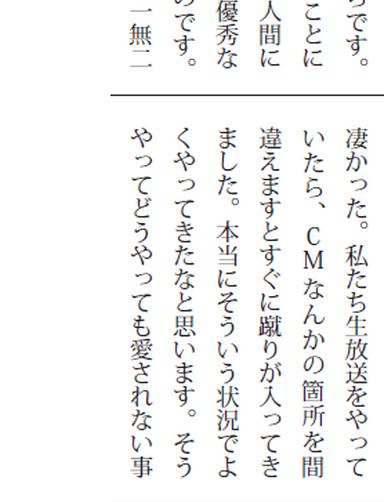 らです。
ことに
人間に
優秀な
のです。
一無二
凄かった。私たち生放送をやって
いたら、CMなんかの箇所を間
違えますとすぐに蹴りが入ってき
ました。本当にそういう状況でよ
くやってきたなと思います。そう
やってどうやっても愛されない事